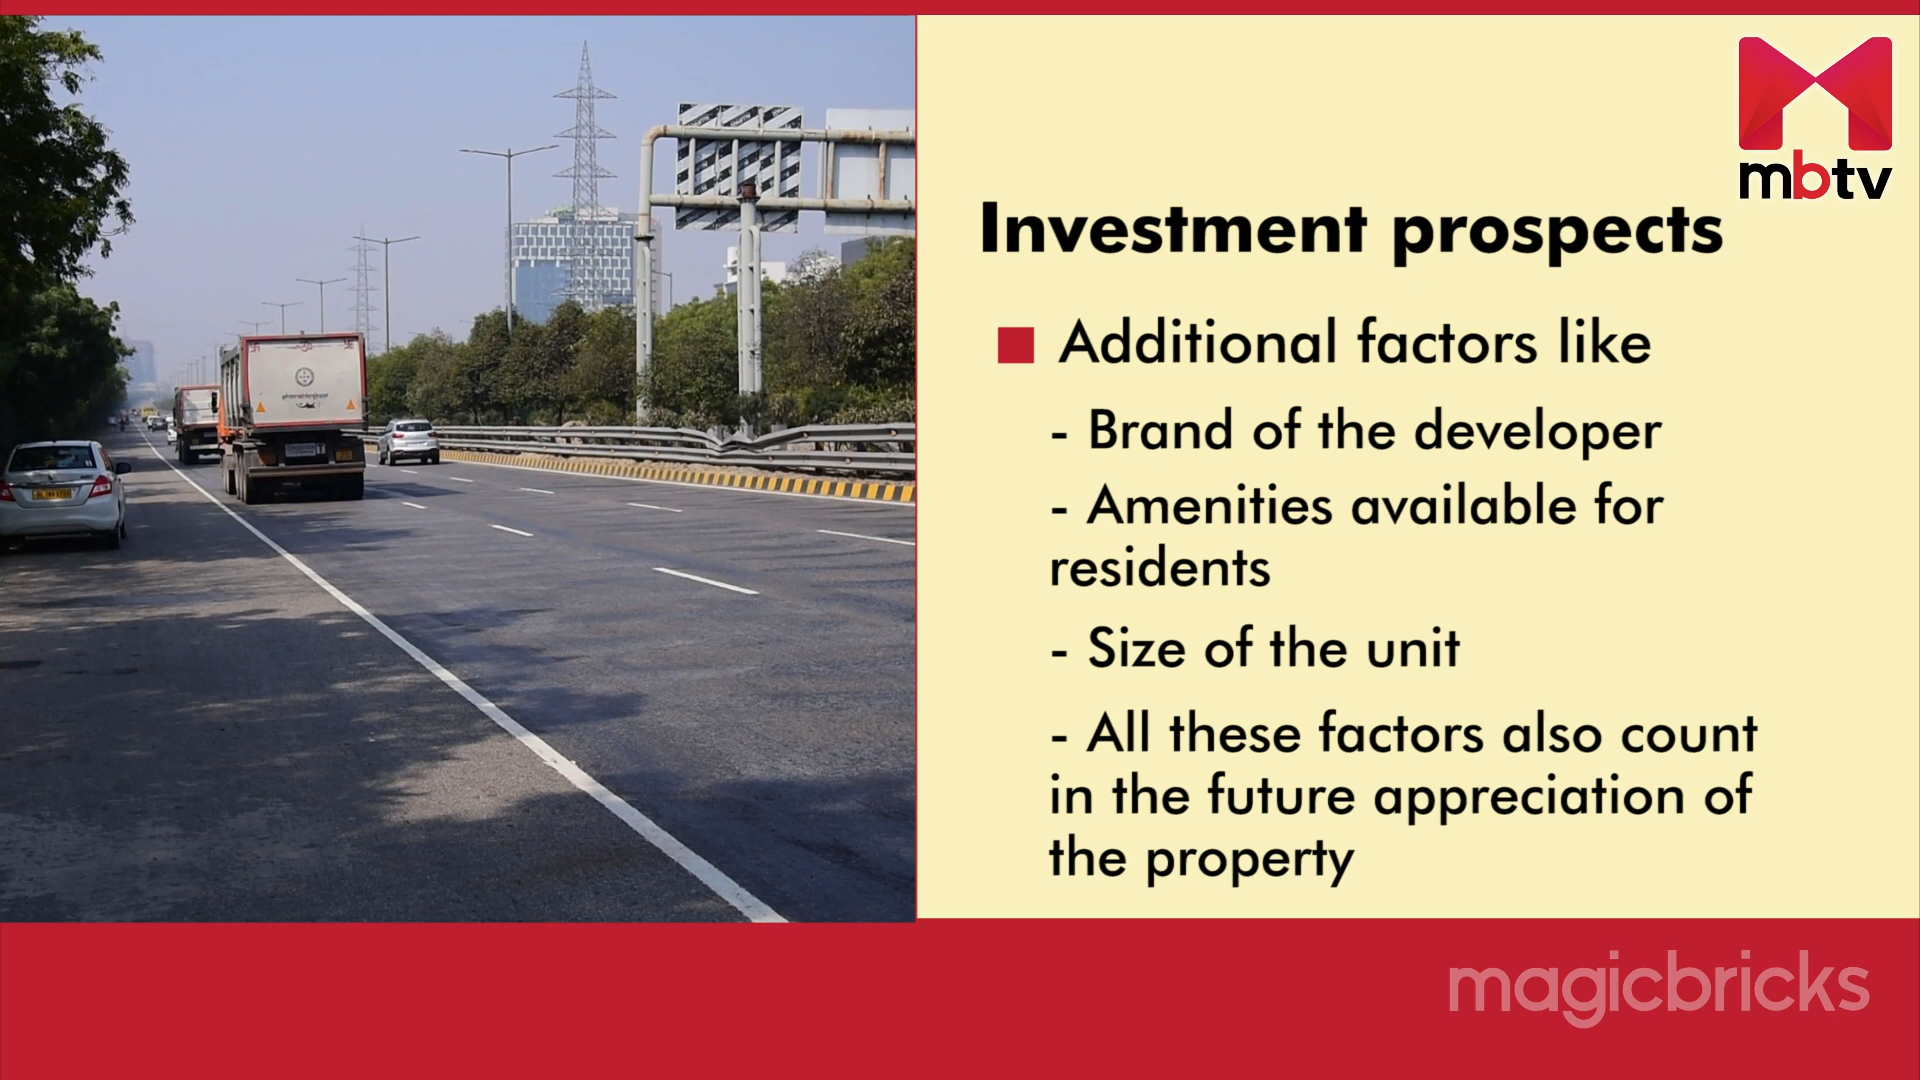 mbtv
Investment prospects
Additional factors like
- Brand of the developer
- Amenities available for
residents
- Size of the unit
- All these factors also count
in the future appreciation of
the property
magicbricks